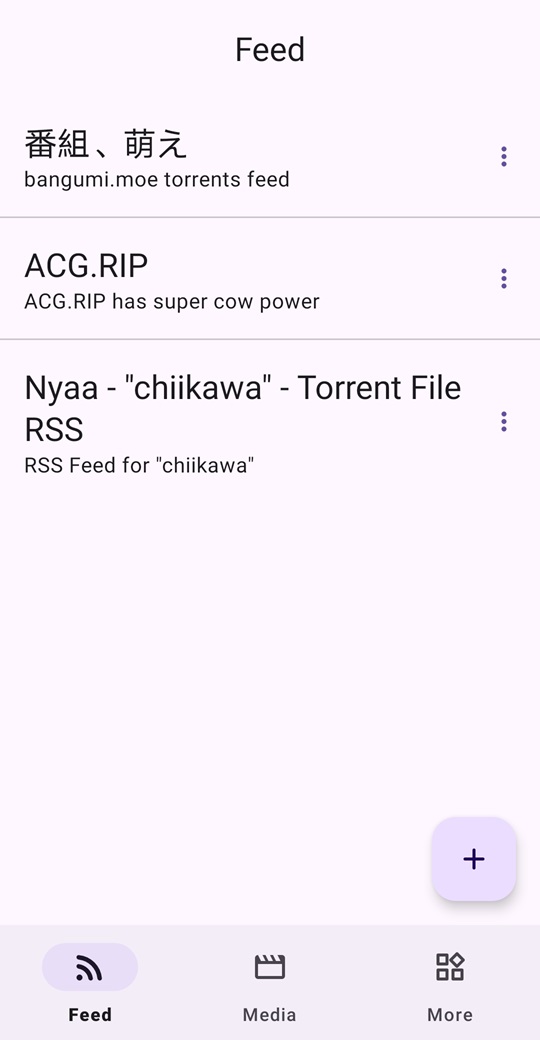 Feed
番組、萌え
bangumi.moe torrents feed
ACG.RIP
ACG.RIP has super cow power
Nyaa - "chiikawa" - Torrent File
RSS
RSS Feed for "chiikawa"
Feed
Media
More